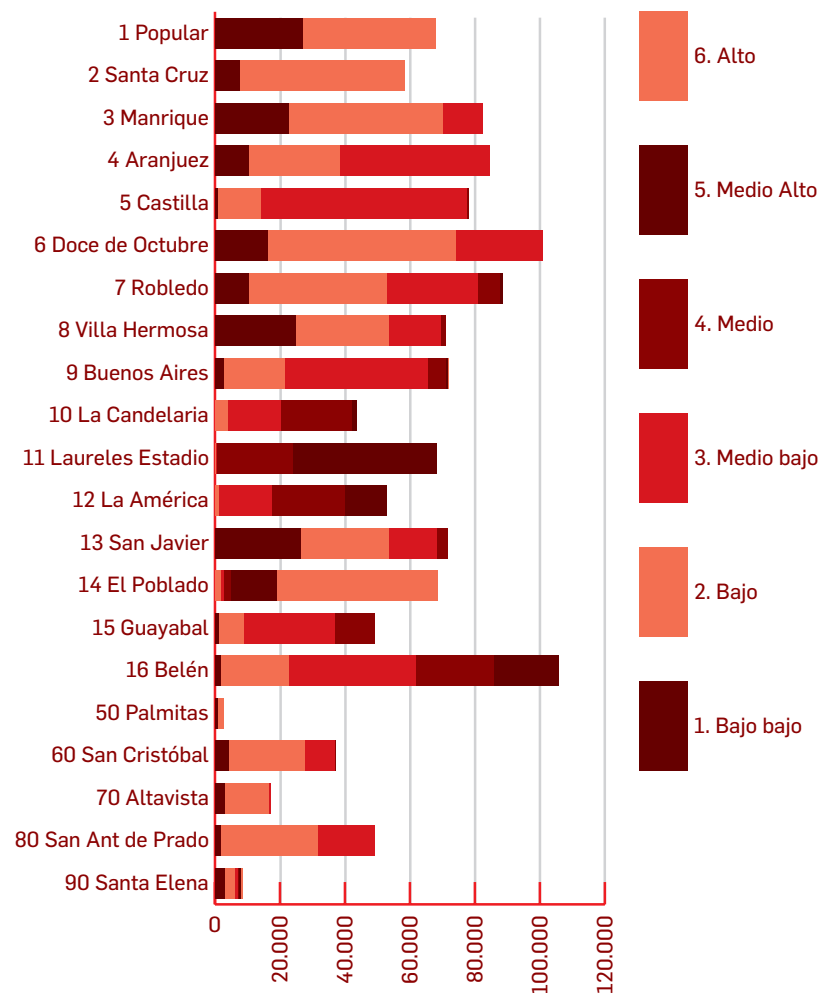 1 Popular
2 Santa Cruz
3 Manrique
4 Aranjuez
5 Castilla
6 Doce de Octubre
7 Robledo
8 Villa Hermosa
9 Buenos Aires
10 La Candelaria
11 Laureles Estadio
12 La América
13 San Javier
14 El Poblado
15 Guayabal
16 Belén
50 Palmitas
60 San Cristóbal
70 Altavista
80 San Ant de Prado
90 Santa Elena
0
20.000
40.000
60.000
80.000
100.000
120.000
6. Alto
5. Medio Alto
4. Medio
3. Medio bajo
2. Bajo
1. Bajo bajo